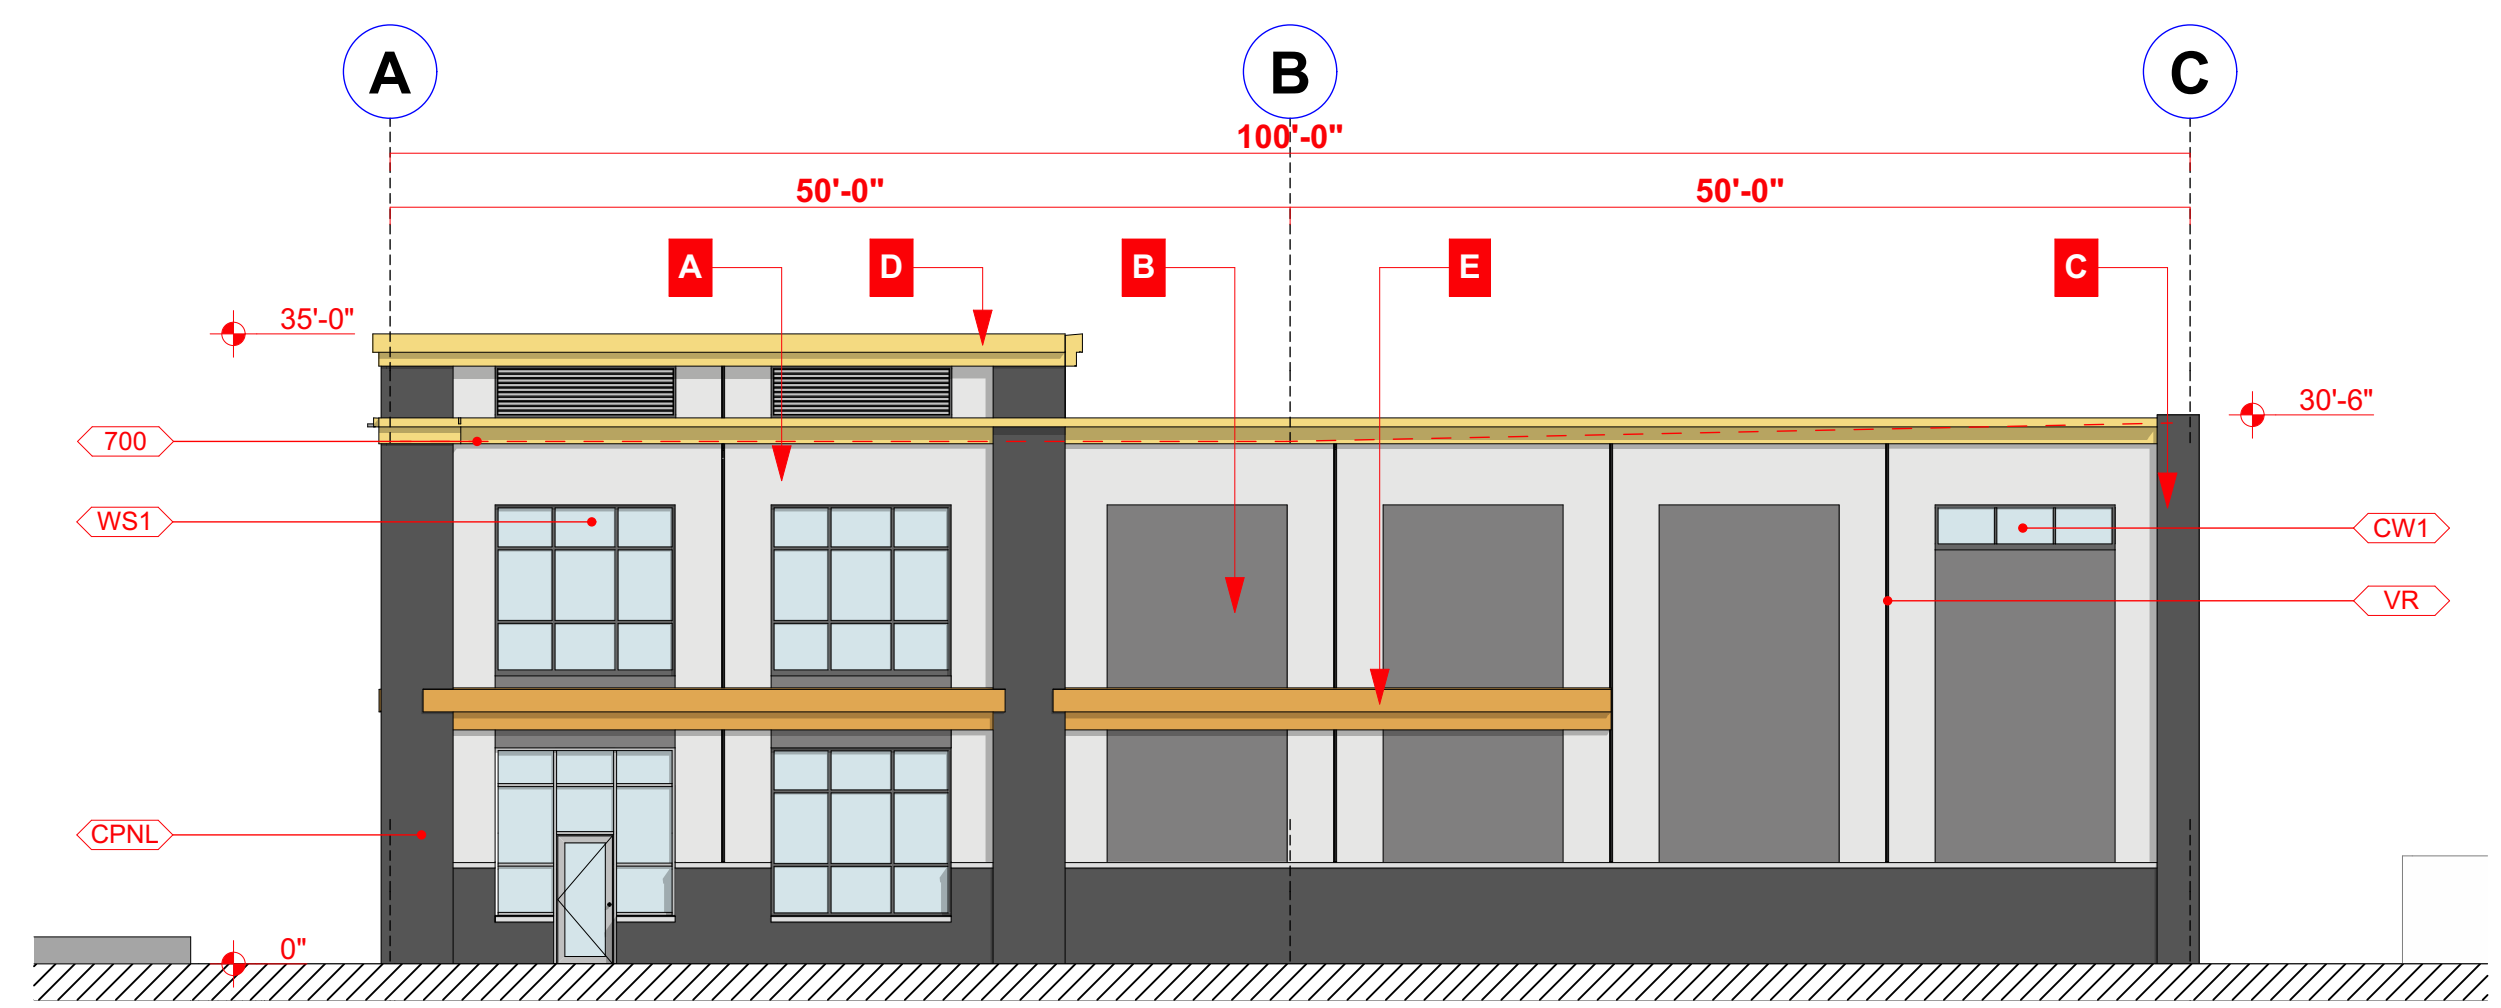 A B C
100'-0"
50'-0" 50'-0"
A D B E C
35'-0"
30'-6"
700
WS1 CW1
VR
CPNL
0"